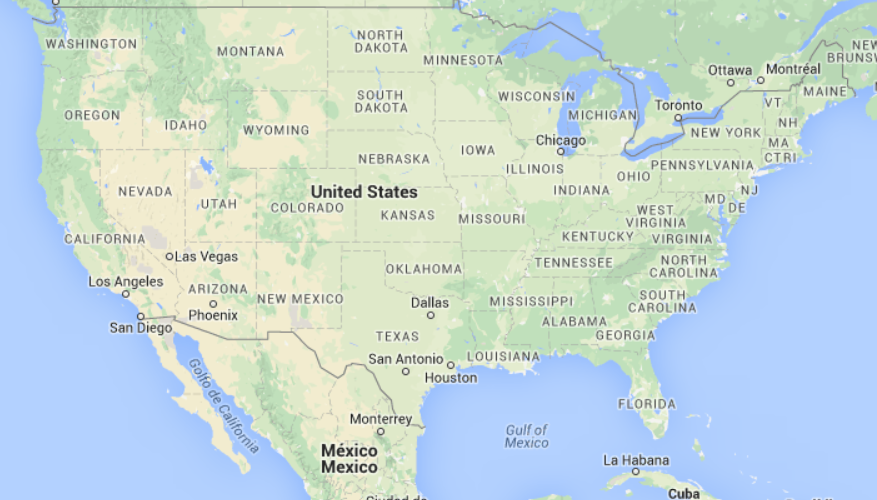 WASHINGTON
MONTANA
NORTH
DAKOTA
MINNESOTA
Ottawa
Montréal
NEW
BRUNSW
MAINE
OREGON
IDAHO
WYOMING
SOUTH
DAKOTA
WISCONSIN
MICHIGAN
Toronto
VT
NH
NEW YORK
MA
CT
RI
Chicago
NEBRASKA
IOWA
ILLINOIS
INDIANA
OHIO
PENNSYLVANIA
NJ
MD
DE
NEVADA
UTAH
United States
COLORADO
KANSAS
MISSOURI
WEST
VIRGINIA
KENTUCKY
VIRGINIA
CALIFORNIA
Las Vegas
OKLAHOMA
TENNESSEE
NORTH
CAROLINA
Los Angeles
ARIZONA
NEW MEXICO
Dallas
MISSISSIPPI
SOUTH
CAROLINA
San Diego
Phoenix
TEXAS
ALABAMA
GEORGIA
San Antonio
Houston
LOUISIANA
Golfo de California
FLORIDA
Monterrey
Gulf of
Mexico
México
Mexico
La Habana
Cuba
Ciudad de